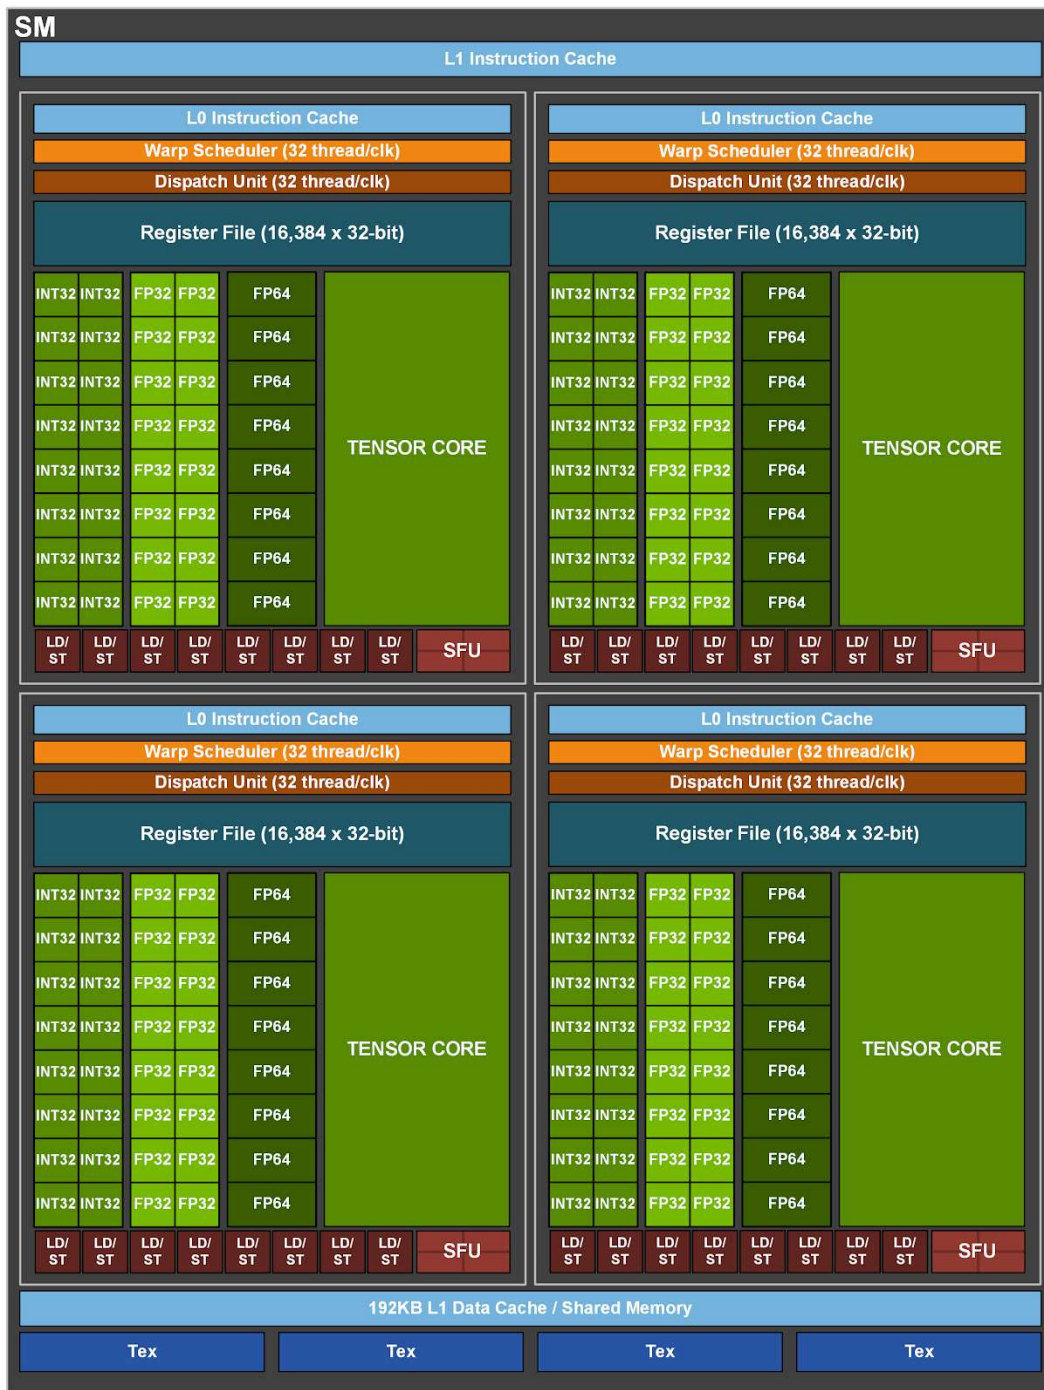 SM
L1 Instruction Cache
L0 Instruction Cache
Warp Scheduler (32 thread/clk)
Dispatch Unit (32 thread/clk)
Register File (16,384 x 32-bit)
INT32 INT32 FP32 FP32 FP64
INT32 INT32 FP32 FP32 FP64
INT32 INT32 FP32 FP32 FP64
INT32 INT32 FP32 FP32 FP64
TENSOR CORE
INT32 INT32 FP32 FP32 FP64
INT32 INT32 FP32 FP32 FP64
INT32 INT32 FP32 FP32 FP64
INT32 INT32 FP32 FP32 FP64
LD/ LD/ LD/ LD/ LD/ LD/ LD/ LD/
ST ST ST ST ST ST ST ST
SFU
L0 Instruction Cache
Warp Scheduler (32 thread/clk)
Dispatch Unit (32 thread/clk)
Register File (16,384 x 32-bit)
INT32 INT32 FP32 FP32 FP64
INT32 INT32 FP32 FP32 FP64
INT32 INT32 FP32 FP32 FP64
INT32 INT32 FP32 FP32 FP64
TENSOR CORE
INT32 INT32 FP32 FP32 FP64
INT32 INT32 FP32 FP32 FP64
INT32 INT32 FP32 FP32 FP64
INT32 INT32 FP32 FP32 FP64
LD/ LD/ LD/ LD/ LD/ LD/ LD/ LD/
ST ST ST ST ST ST ST ST
SFU
L0 Instruction Cache
Warp Scheduler (32 thread/clk)
Dispatch Unit (32 thread/clk)
Register File (16,384 x 32-bit)
INT32 INT32 FP32 FP32 FP64
INT32 INT32 FP32 FP32 FP64
INT32 INT32 FP32 FP32 FP64
INT32 INT32 FP32 FP32 FP64
TENSOR CORE
INT32 INT32 FP32 FP32 FP64
INT32 INT32 FP32 FP32 FP64
INT32 INT32 FP32 FP32 FP64
INT32 INT32 FP32 FP32 FP64
LD/ LD/ LD/ LD/ LD/ LD/ LD/ LD/
ST ST ST ST ST ST ST ST
SFU
L0 Instruction Cache
Warp Scheduler (32 thread/clk)
Dispatch Unit (32 thread/clk)
Register File (16,384 x 32-bit)
INT32 INT32 FP32 FP32 FP64
INT32 INT32 FP32 FP32 FP64
INT32 INT32 FP32 FP32 FP64
INT32 INT32 FP32 FP32 FP64
TENSOR CORE
INT32 INT32 FP32 FP32 FP64
INT32 INT32 FP32 FP32 FP64
INT32 INT32 FP32 FP32 FP64
INT32 INT32 FP32 FP32 FP64
LD/ LD/ LD/ LD/ LD/ LD/ LD/ LD/
ST ST ST ST ST ST ST ST
SFU
192KB L1 Data Cache / Shared Memory
Tex Tex Tex Tex